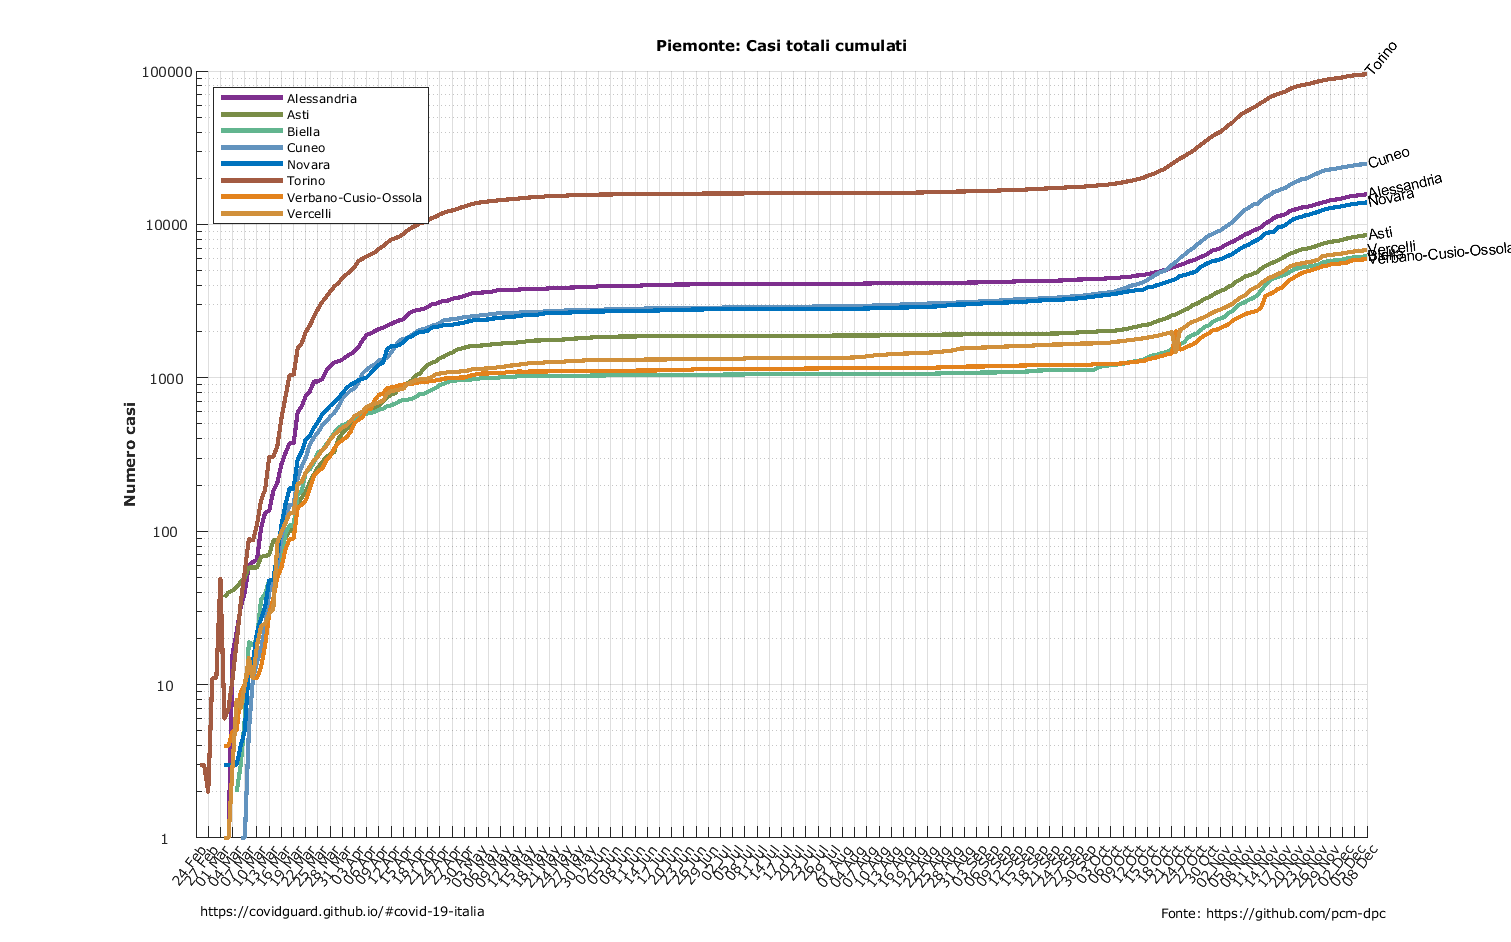 Piemonte: Casi totali cumulati
Numero casi
100000
10000
1000
100
10
1
Alessandria
Asti
Biella
Cuneo
Novara
Torino
Verbano-Cusio-Ossola
Vercelli
Torino
Cuneo
Alessandria
Novara
Asti
Vercelli
Biella
Verbano-Cusio-Ossola
24 Feb
27 Feb
01 Mar
04 Mar
07 Mar
10 Mar
13 Mar
16 Mar
19 Mar
22 Mar
25 Mar
28 Mar
31 Mar
03 Apr
06 Apr
09 Apr
12 Apr
15 Apr
18 Apr
21 Apr
24 Apr
27 Apr
30 Apr
03 May
06 May
09 May
12 May
15 May
18 May
21 May
24 May
27 May
30 May
02 Jun
05 Jun
08 Jun
11 Jun
14 Jun
17 Jun
20 Jun
23 Jun
26 Jun
29 Jun
02 Jul
05 Jul
08 Jul
11 Jul
14 Jul
17 Jul
20 Jul
23 Jul
26 Jul
29 Jul
01 Aug
04 Aug
07 Aug
10 Aug
13 Aug
16 Aug
19 Aug
22 Aug
25 Aug
28 Aug
31 Aug
03 Sep
06 Sep
09 Sep
12 Sep
15 Sep
18 Sep
21 Sep
24 Sep
27 Sep
30 Sep
03 Oct
06 Oct
09 Oct
12 Oct
15 Oct
18 Oct
21 Oct
24 Oct
27 Oct
30 Oct
02 Nov
05 Nov
08 Nov
11 Nov
14 Nov
17 Nov
20 Nov
23 Nov
26 Nov
29 Nov
02 Dec
05 Dec
08 Dec
https://covidguard.github.io/#covid-19-italia
Fonte: https://github.com/pcm-dpc